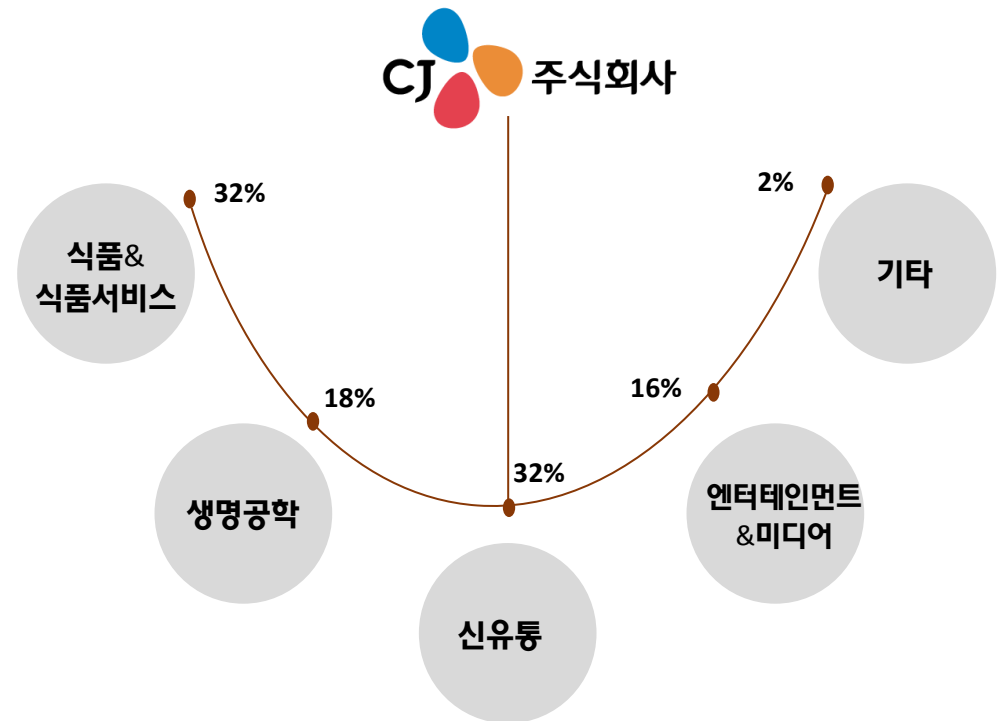 CJ 주식회사
32%
식품&
식품서비스
18%
생명공학
32%
신유통
16%
엔터테인먼트
&미디어
2%
기타